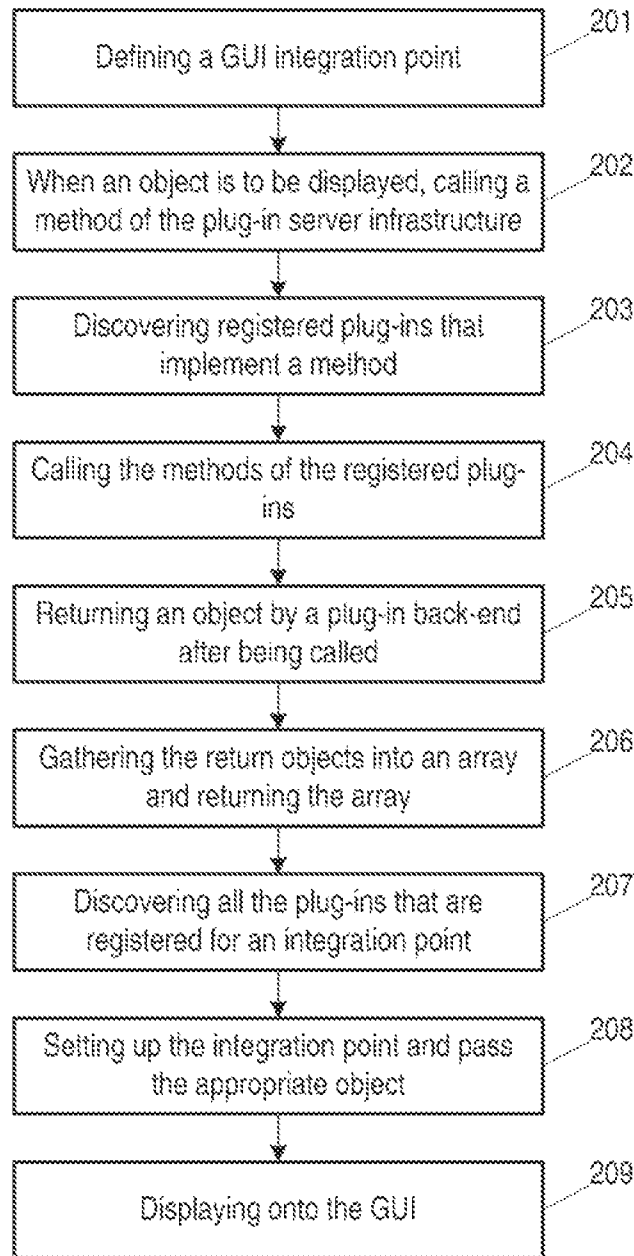 201
Defining a GUI integration point
202
When an object is to be displayed, calling a
method of the plug-in server infrastructure
203
Discovering registered plug-ins that
implement a method
204
Calling the methods of the registered plug-
ins
205
Returning an object by a plug-in back-end
after being called
206
Gathering the return objects into an array
and returning the array
207
Discovering all the plug-ins that are
registered for an integration point
208
Setting up the integration point and pass
the appropriate object
209
Displaying onto the GUI